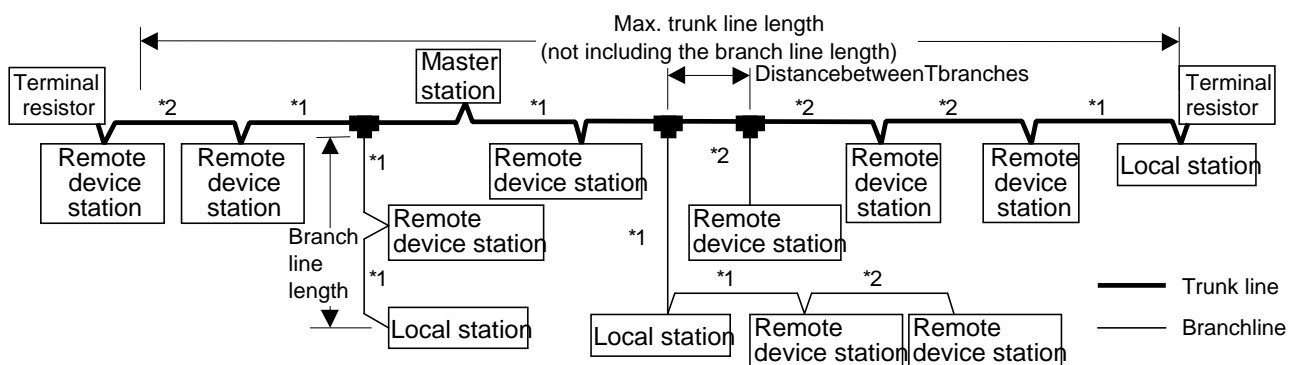 Max. trunk line length
(not including the branch line length)
Master
station
DistancebetweenTbranches
Terminal
resistor
Terminal
resistor
*2
*1
*1
*2
*2
*1
Remote
device
station
Remote
device
station
*1
Remote
device station
*2
Remote
device
station
Remote
device
station
Local station
Branch
line
length
Remote
device station
*1
Remote
device station
*1
*1
*2
Local station
Local station
Remote
device station
Remote
device station
Trunk line
Branchline